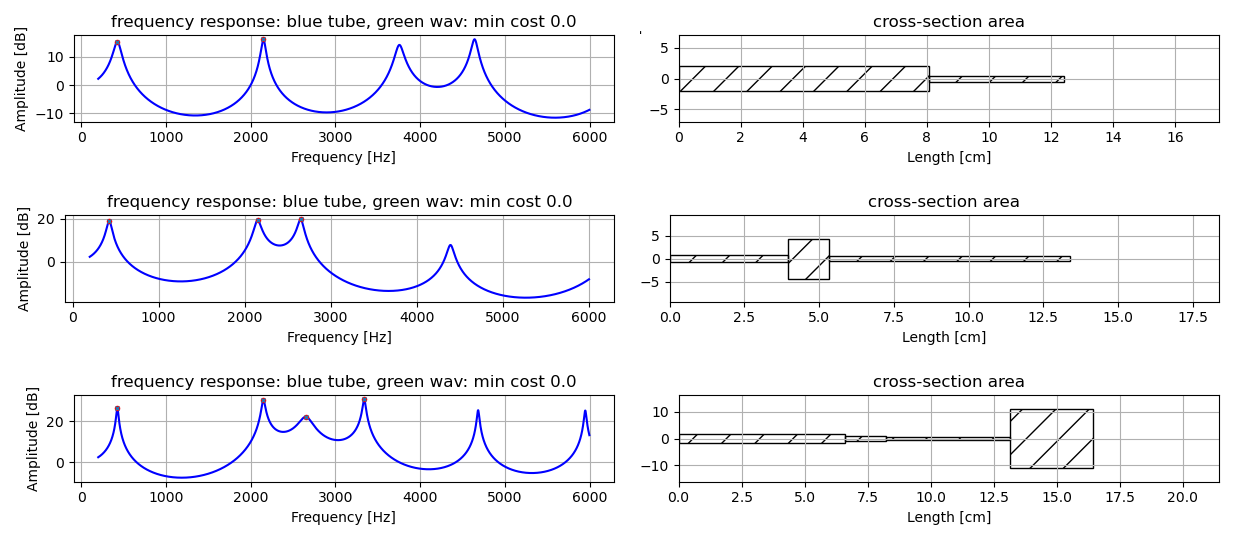 frequency response: blue tube, green wav: min cost 0.0
cross-section area
Amplitude [dB]
10
0
−10
0 1000 2000 3000 4000 5000 6000
Frequency [Hz]
5
0
−5
0 2 4 6 8 10 12 14 16
Length [cm]
frequency response: blue tube, green wav: min cost 0.0
cross-section area
Amplitude [dB]
20
0
0 1000 2000 3000 4000 5000 6000
Frequency [Hz]
5
0
−5
0.0 2.5 5.0 7.5 10.0 12.5 15.0 17.5
Length [cm]
frequency response: blue tube, green wav: min cost 0.0
cross-section area
Amplitude [dB]
20
0
0 1000 2000 3000 4000 5000 6000
Frequency [Hz]
10
0
−10
0.0 2.5 5.0 7.5 10.0 12.5 15.0 17.5 20.0
Length [cm]